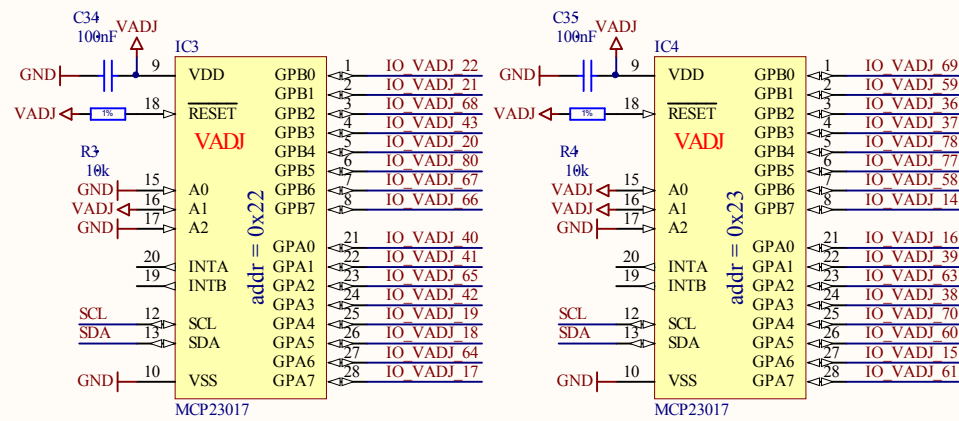 C34
100nF
VADJ
IC3
GND
9 VDD GPB0 1 IO_VADJ_22
GPB1 2 IO_VADJ_21
VADJ 1% 18 RESET GPB2 3 IO_VADJ_68
VADJ GPB3 4 IO_VADJ_43
R3 GPB4 5 IO_VADJ_20
10k GPB5 6 IO_VADJ_80
GND 15 A0 GPB6 7 IO_VADJ_67
VADJ 16 A1 GPB7 8 IO_VADJ_66
GND 17 A2
addr = 0x22
GPA0 21 IO_VADJ_40
20 INTA GPA1 22 IO_VADJ_41
19 INTB GPA2 23 IO_VADJ_65
GPA3 24 IO_VADJ_42
SCL 12 SCL GPA4 25 IO_VADJ_19
SDA 13 SDA GPA5 26 IO_VADJ_18
GPA6 27 IO_VADJ_64
GND 10 VSS GPA7 28 IO_VADJ_17
MCP23017
C35
100nF
VADJ
IC4
GND
9 VDD GPB0 1 IO_VADJ_69
GPB1 2 IO_VADJ_59
VADJ 1% 18 RESET GPB2 3 IO_VADJ_36
VADJ GPB3 4 IO_VADJ_37
R4 GPB4 5 IO_VADJ_78
10k GPB5 6 IO_VADJ_77
VADJ 15 A0 GPB6 7 IO_VADJ_58
VADJ 16 A1 GPB7 8 IO_VADJ_14
GND 17 A2
addr = 0x23
GPA0 21 IO_VADJ_16
20 INTA GPA1 22 IO_VADJ_39
19 INTB GPA2 23 IO_VADJ_63
GPA3 24 IO_VADJ_38
SCL 12 SCL GPA4 25 IO_VADJ_70
SDA 13 SDA GPA5 26 IO_VADJ_60
GPA6 27 IO_VADJ_15
GND 10 VSS GPA7 28 IO_VADJ_61
MCP23017